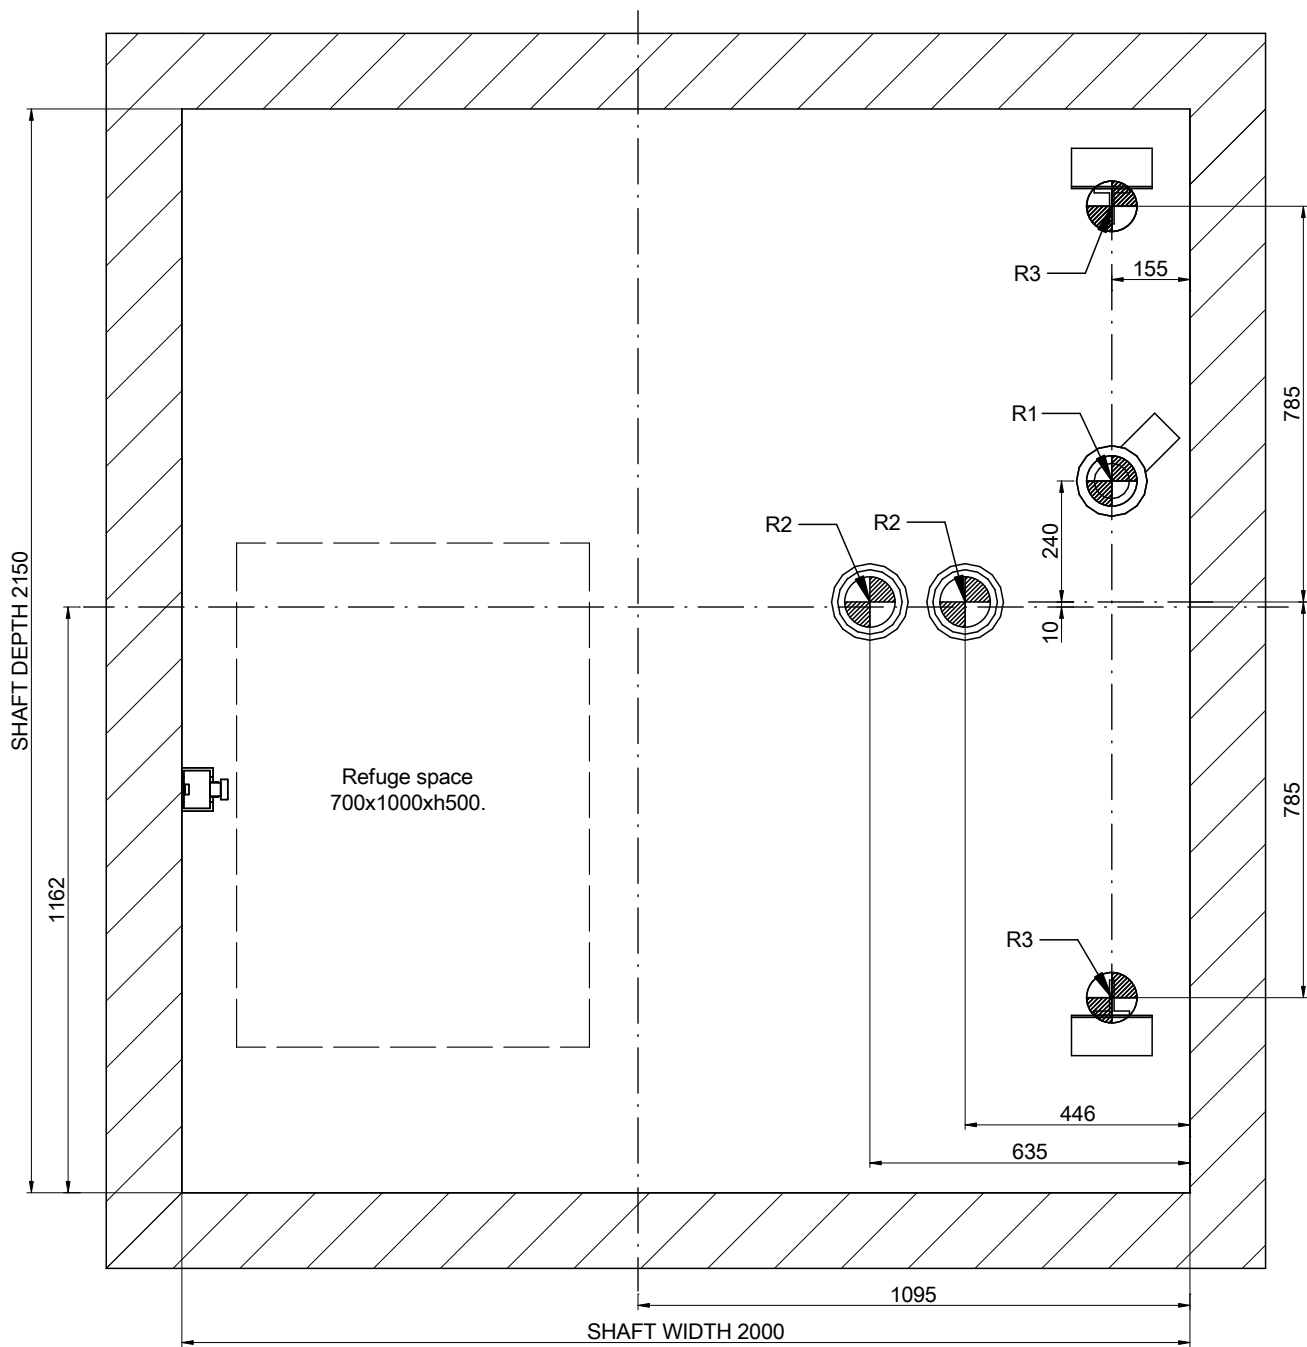 R3
155
785
R1
R2
R2
240
10
SHAFT DEPTH 2150
Refuge space
700x1000xh500.
785
1162
R3
446
635
1095
SHAFT WIDTH 2000